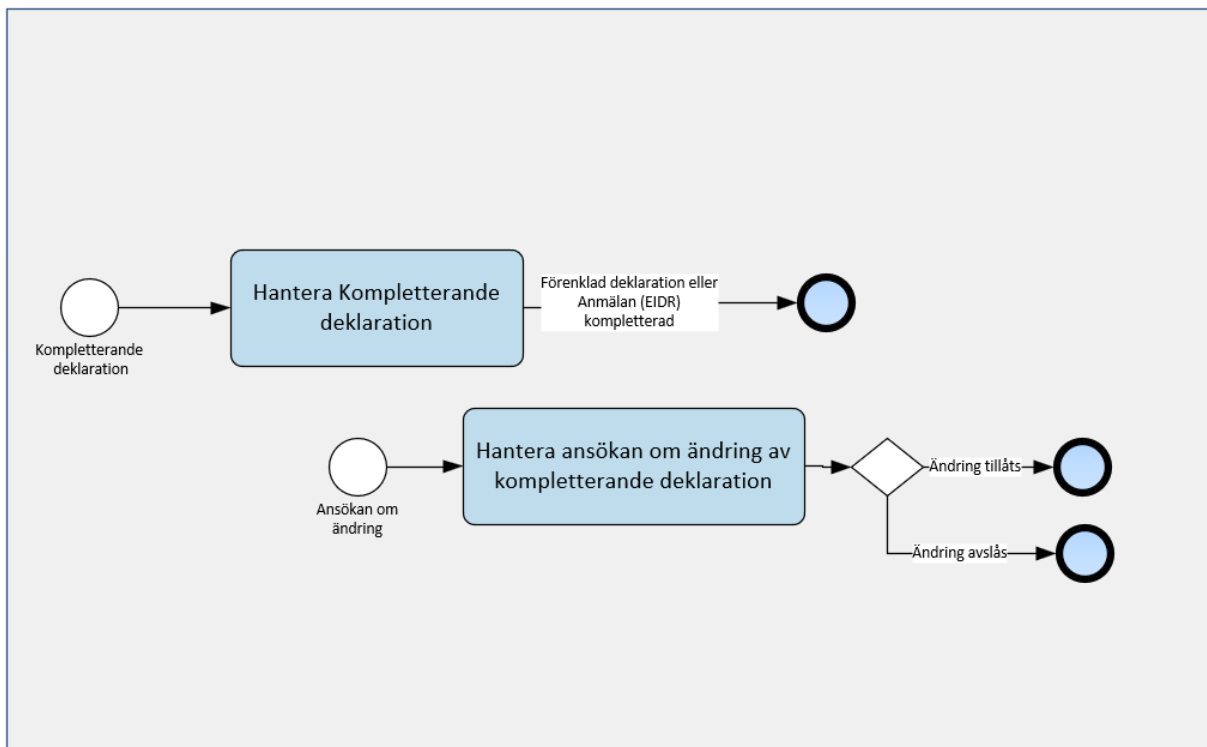 Hantera Kompletterande
deklaration
Förenklad deklaration eller
Anmälan (EIDR)
kompletterad
Kompletterande
deklaration
Hantera ansökan om ändring av
kompletterande deklaration
Ändring tillåts
Ansökan om
ändring
Ändring avslås